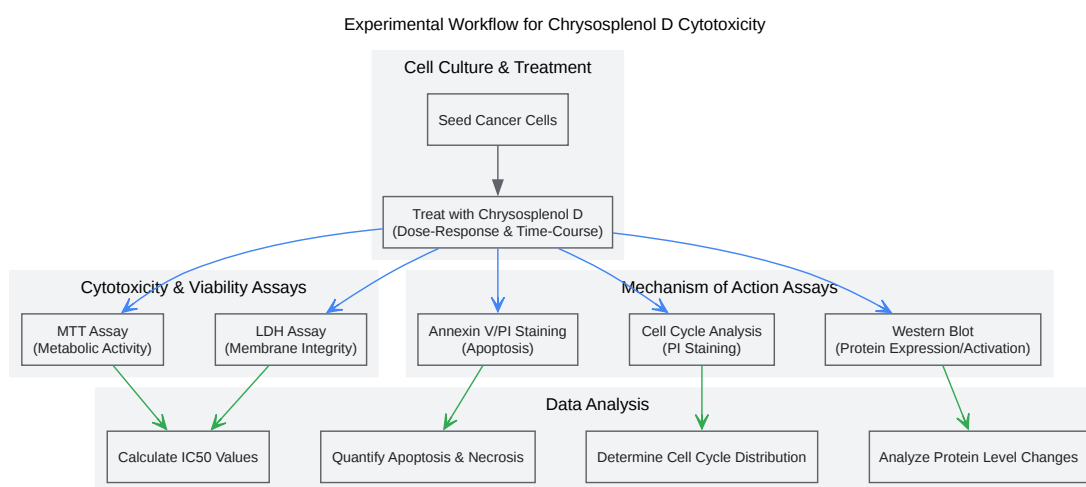 Experimental Workflow for Chrysosplenol D Cytotoxicity
Cell Culture & Treatment
Seed Cancer Cells
Treat with Chrysosplenol D
(Dose-Response & Time-Course)
Cytotoxicity & Viability Assays
Mechanism of Action Assays
MTT Assay
(Metabolic Activity)
LDH Assay
(Membrane Integrity)
Annexin V/PI Staining
(Apoptosis)
Cell Cycle Analysis
(PI Staining)
Western Blot
(Protein Expression/Activation)
Data Analysis
Calculate IC50 Values
Quantify Apoptosis & Necrosis
Determine Cell Cycle Distribution
Analyze Protein Level Changes